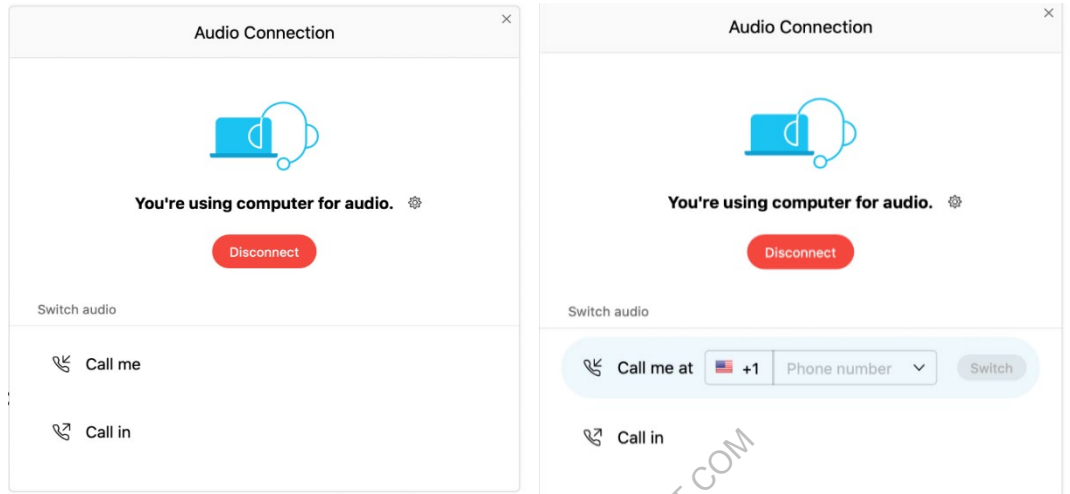 Audio Connection
You're using computer for audio.
Disconnect
Switch audio
Call me
Call in
Audio Connection
You're using computer for audio.
Disconnect
Switch audio
Call me at +1 Phone number Switch
Call in
COM